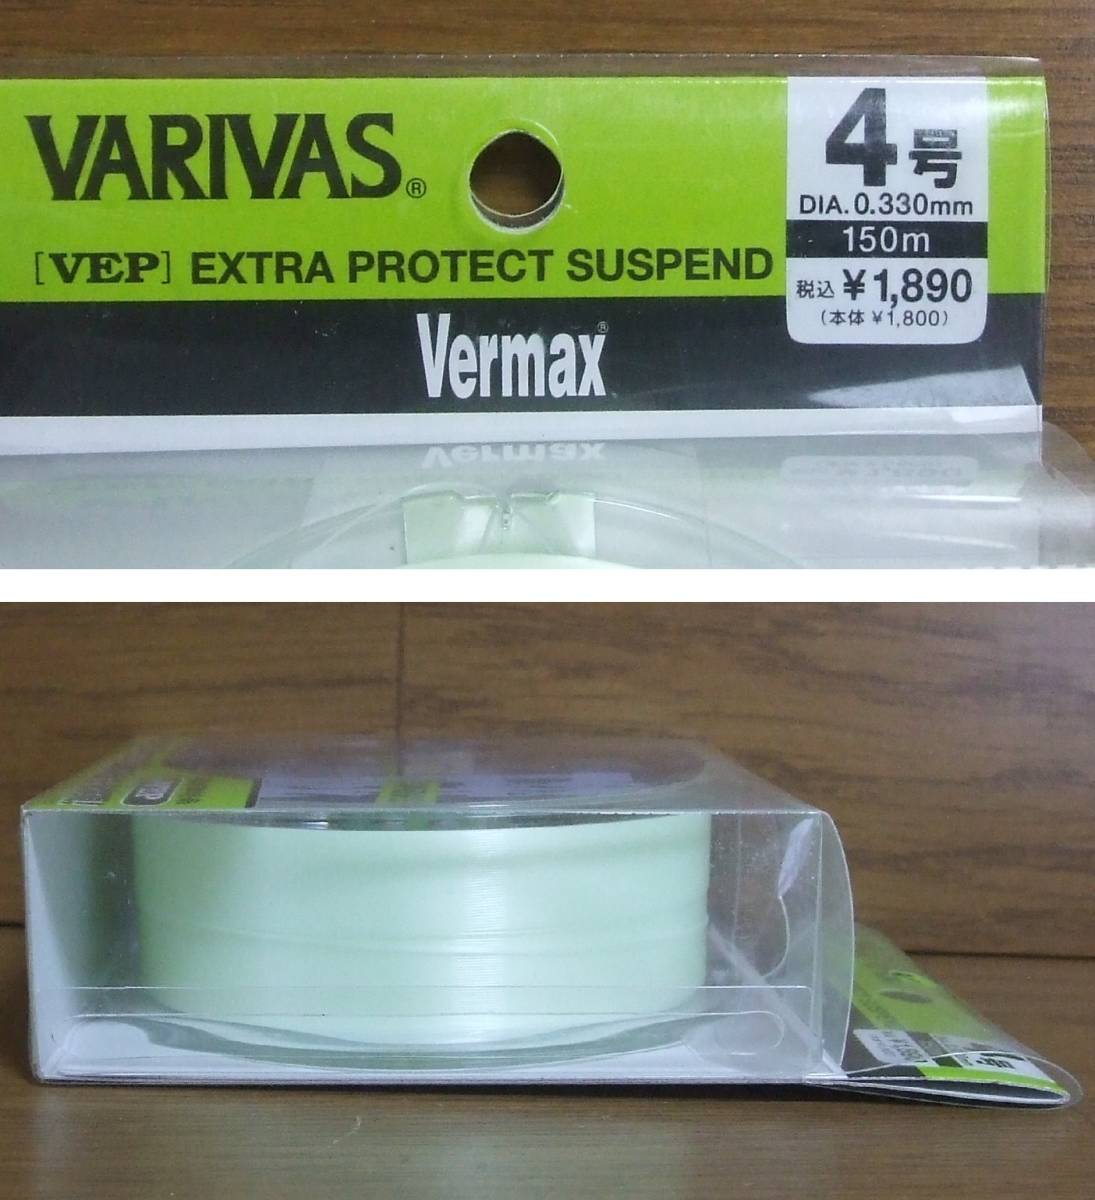 VARIVAS®
[VEP] EXTRA PROTECT SUSPEND
4号
DIA.0.330mm
150m
税込 ¥1,890
(本体 ¥1,800)
Vermax®
Vermax